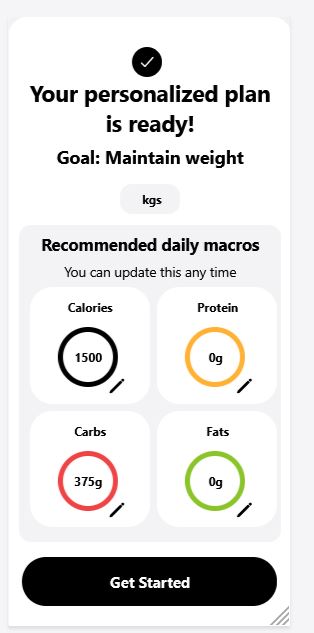 Your personalized plan
is ready!
Goal: Maintain weight
kgs
Recommended daily macros
You can update this any time
Calories
Protein
1500
0g
Carbs
Fats
375g
0g
Get Started